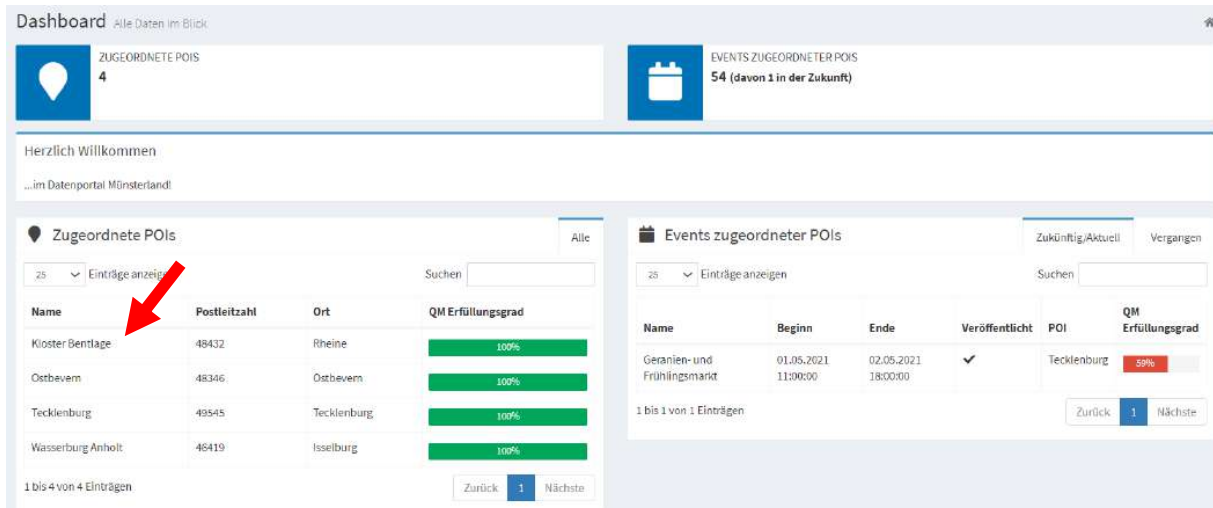 Dashboard Alle Daten im Blick
ZUGEORDNETE POIS
4
EVENTS ZUGEORDNETER POIS
54 (davon 1 in der Zukunft)
Herzlich Willkommen
...im Datenportal Münsterland!
Zugeordnete POIs
Alle
25 Einträge anzeigen
Suchen
Name Postleitzahl Ort QM Erfüllungsgrad
Kloster Bentlage 48432 Rheine 100%
Ostbevern 48346 Ostbevern 100%
Tecklenburg 49545 Tecklenburg 100%
Wasserburg Anholt 46419 Isselburg 100%
1 bis 4 von 4 Einträgen
Zurück 1 Nächste
Events zugeordneter POIs
Zukünftig/Aktuell Vergangen
25 Einträge anzeigen
Suchen
Name Beginn Ende Veröffentlicht POI QM Erfüllungsgrad
Geranien- und 01.05.2021 02.05.2021 ✓ Tecklenburg 59%
Frühlingsmarkt 11:00:00 18:00:00
1 bis 1 von 1 Einträgen
Zurück 1 Nächste